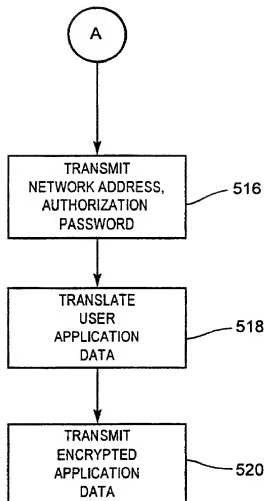 A
TRANSMIT
NETWORK ADDRESS,
AUTHORIZATION
PASSWORD
516
TRANSLATE
USER
APPLICATION
DATA
518
TRANSMIT
ENCRYPTED
APPLICATION
DATA
520